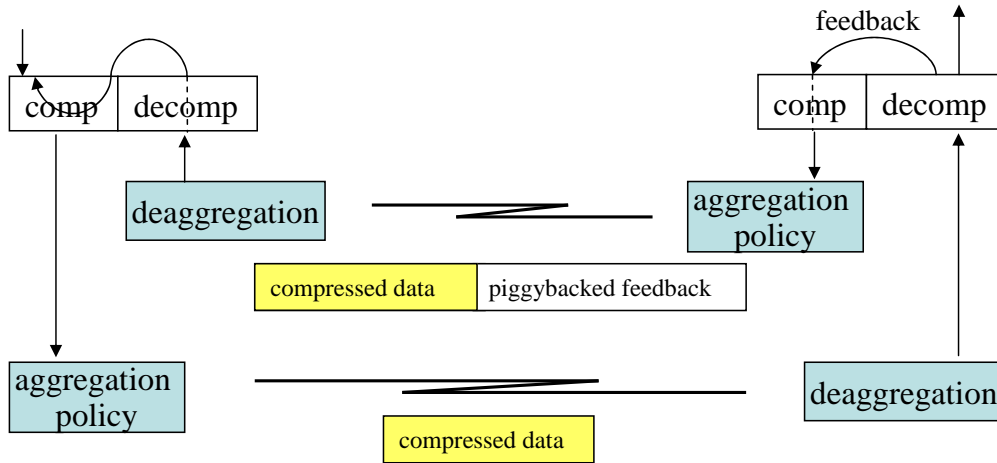 feedback
comp
decomp
comp
decomp
deaggregation
aggregation
policy
compressed data
piggybacked feedback
aggregation
policy
deaggregation
compressed data